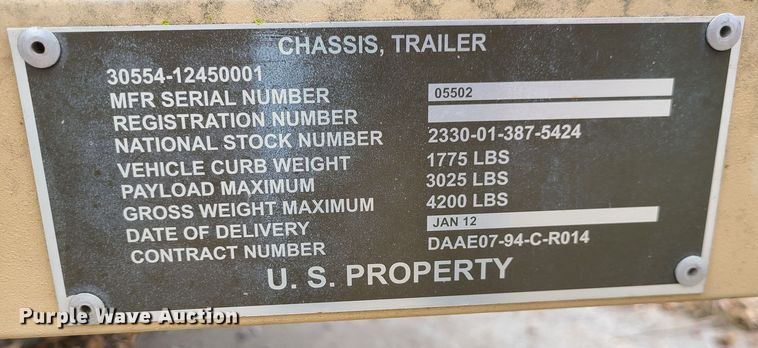 CHASSIS, TRAILER
30554-12450001
MFR SERIAL NUMBER 05502
REGISTRATION NUMBER
NATIONAL STOCK NUMBER 2330-01-387-5424
VEHICLE CURB WEIGHT 1775 LBS
PAYLOAD MAXIMUM 3025 LBS
GROSS WEIGHT MAXIMUM 4200 LBS
DATE OF DELIVERY JAN 12
CONTRACT NUMBER DAAE07-94-C-R014
U. S. PROPERTY
Purple Wave Auction